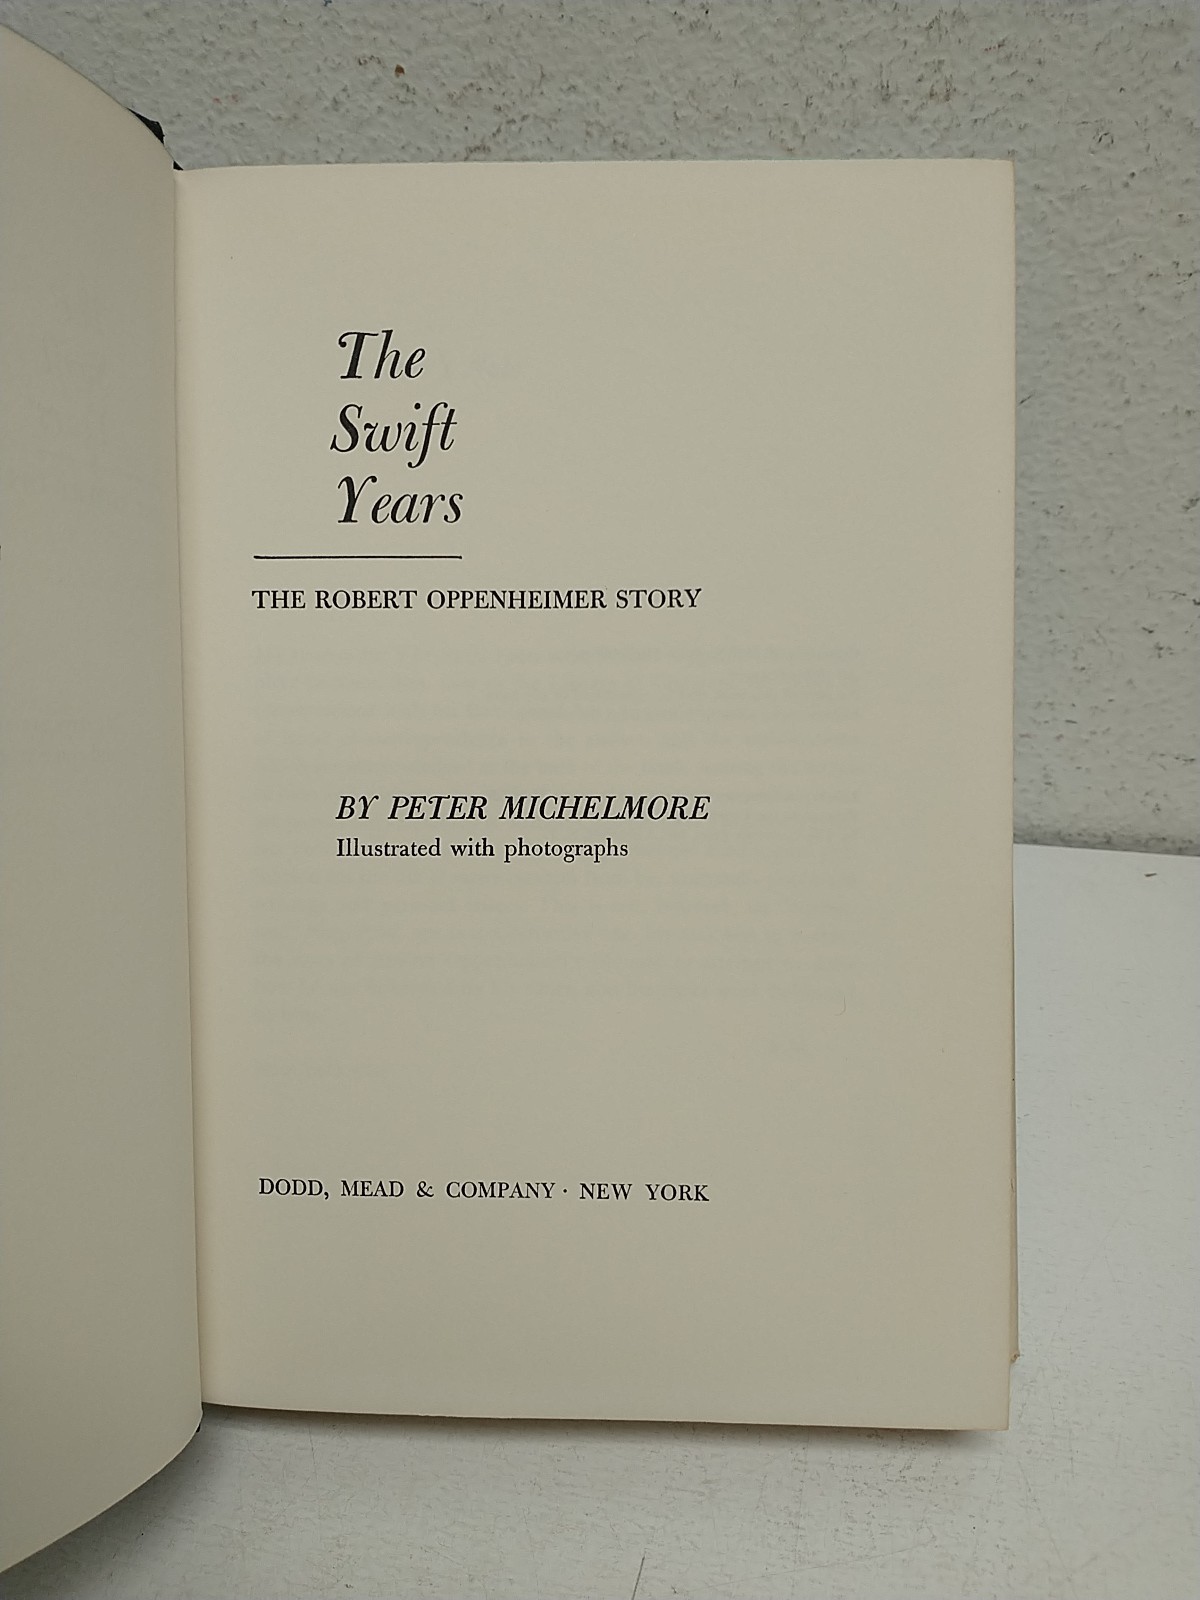 The
Swift
Years
THE ROBERT OPPENHEIMER STORY
BY PETER MICHELMORE
Illustrated with photographs
DODD, MEAD & COMPANY · NEW YORK